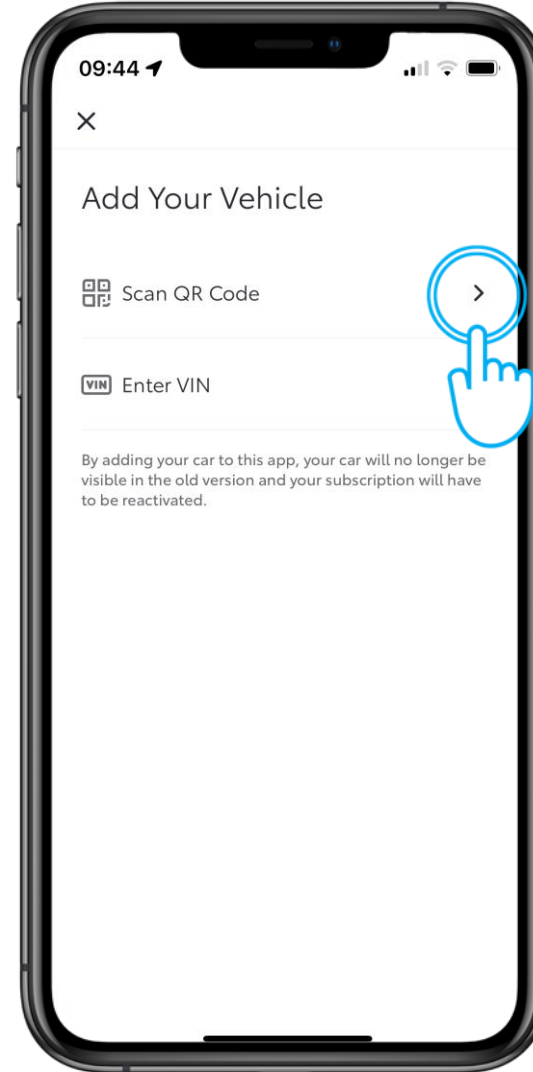 09:44
Add Your Vehicle
Scan QR Code
VIN Enter VIN
By adding your car to this app, your car will no longer be
visible in the old version and your subscription will have
to be reactivated.